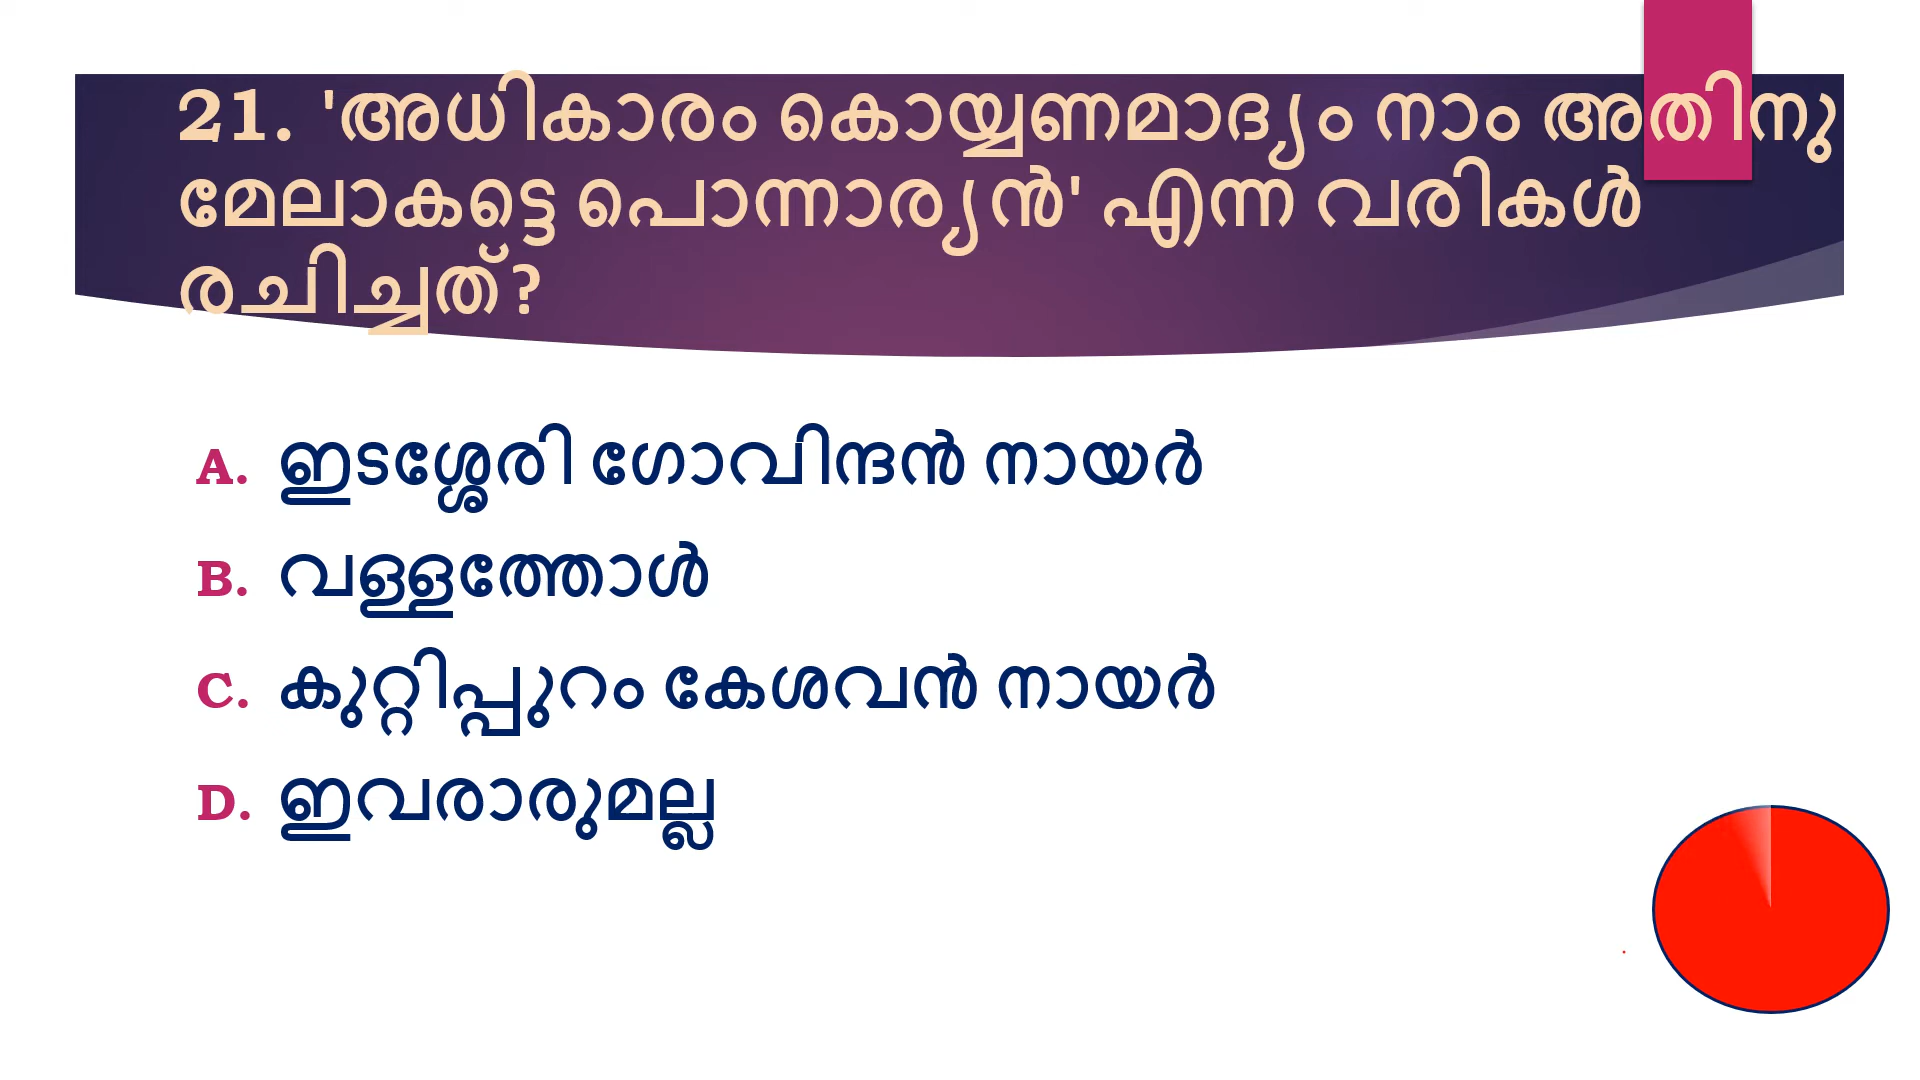 21. 'അധികാരം കൊയ്യണമാദ്യം നാം അതിനു
മേലാകട്ടെ പൊന്നാര്യൻ' എന്ന വരികൾ
രചിച്ചത്?
A. ഇടശ്ശേരി ഗോവിന്ദൻ നായർ
B. വള്ളത്തോൾ
C. കുറ്റിപ്പുറം കേശവൻ നായർ
D. ഇവരാരുമല്ല